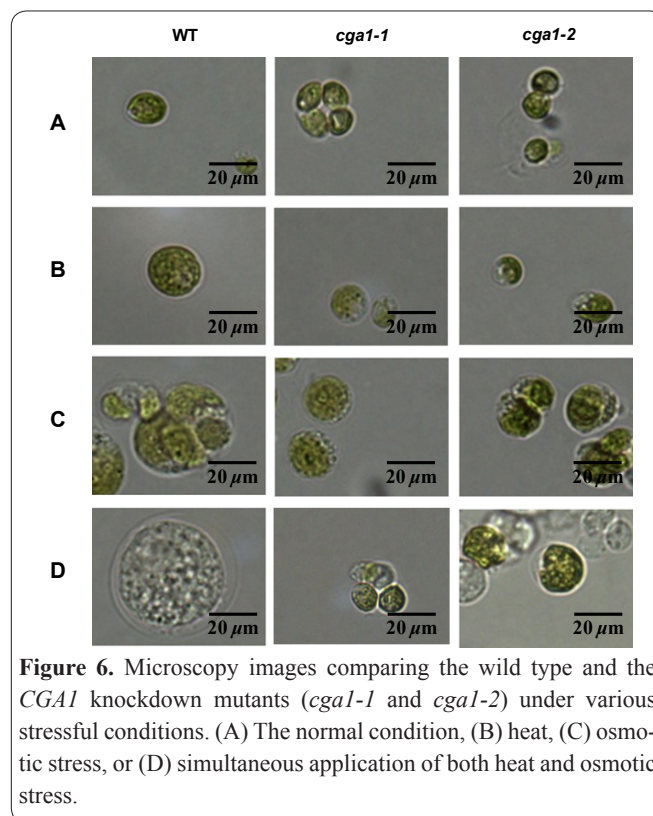 WT cga1-1 cga1-2
A
20 µm 20 µm 20 µm
B
20 µm 20 µm 20 µm
C
20 µm 20 µm 20 µm
D
20 µm 20 µm 20 µm
Figure 6. Microscopy images comparing the wild type and the
CGA1 knockdown mutants (cga1-1 and cga1-2) under various
stressful conditions. (A) The normal condition, (B) heat, (C) osmo-
tic stress, or (D) simultaneous application of both heat and osmotic
stress.